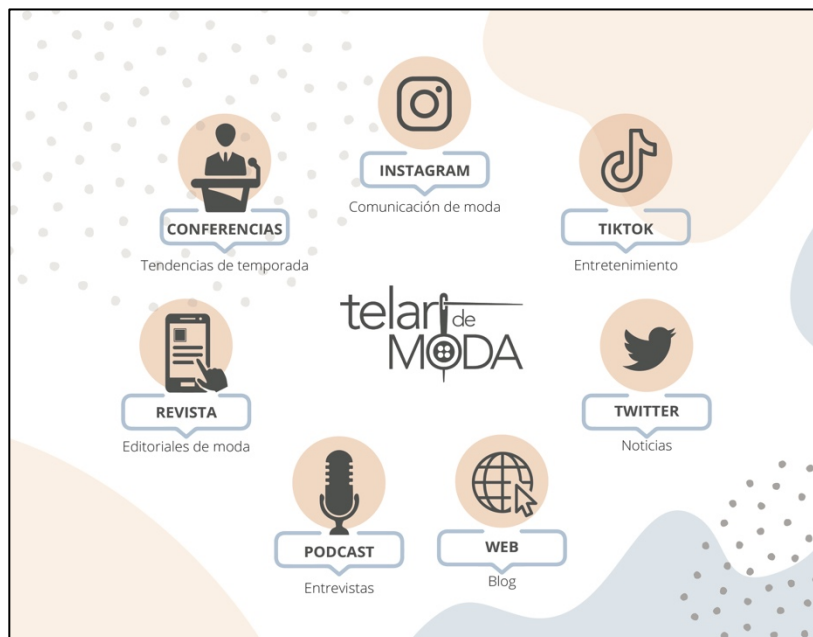 INSTAGRAM
Comunicación de moda
CONFERENCIAS
Tendencias de temporada
TIKTOK
Entretenimiento
telar de
MODA
REVISTA
Editoriales de moda
TWITTER
Noticias
PODCAST
Entrevistas
WEB
Blog